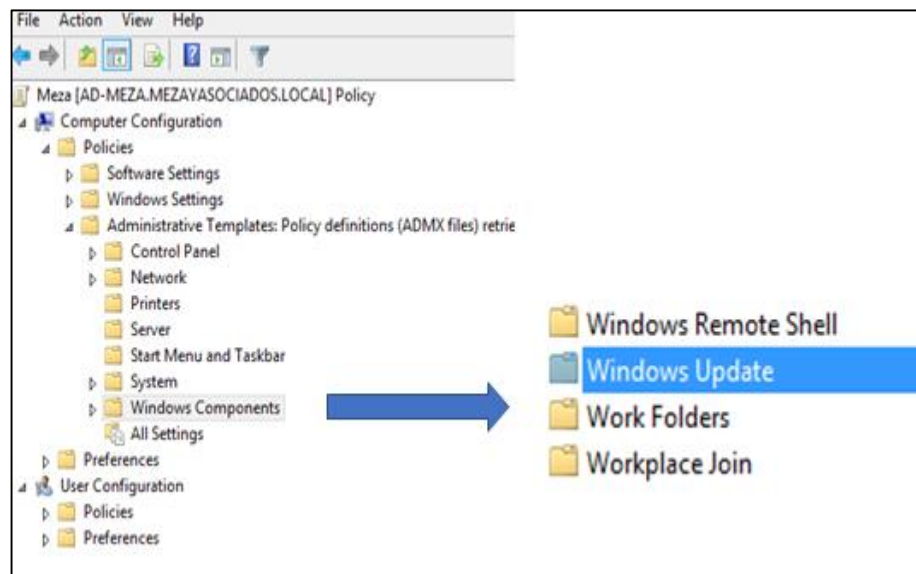 File Action View Help
Meza [AD-MEZA.MEZAYASOCIADOS.LOCAL] Policy
Computer Configuration
Policies
Software Settings
Windows Settings
Administrative Templates: Policy definitions (ADMX files) retrie
Control Panel
Network
Printers
Server
Start Menu and Taskbar
System
Windows Components
All Settings
Preferences
User Configuration
Policies
Preferences
Windows Remote Shell
Windows Update
Work Folders
Workplace Join